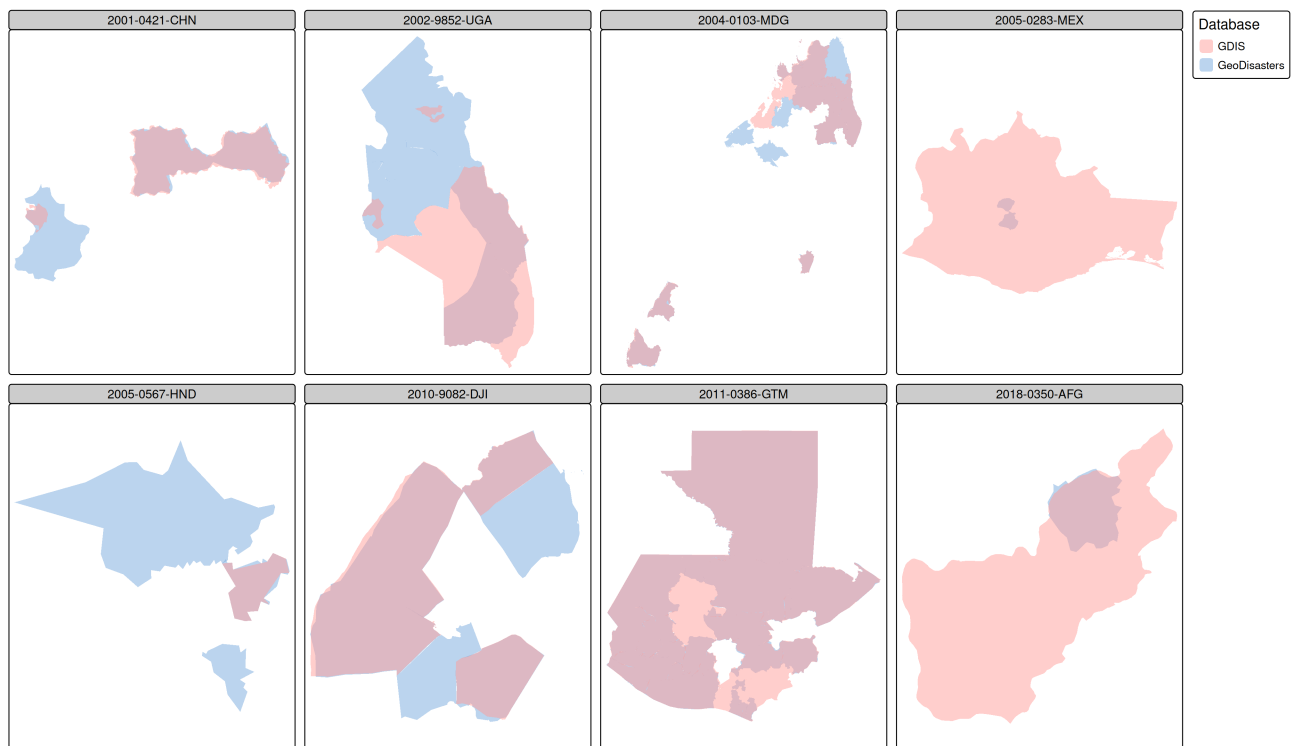 2001-0421-CHN
2002-9852-UGA
2004-0103-MDG
2005-0283-MEX
Database
GDIS
GeoDisasters
2005-0567-HND
2010-9082-DJI
2011-0386-GTM
2018-0350-AFG